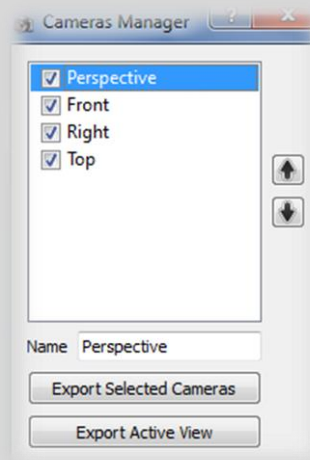 Cameras Manager
Perspective
Front
Right
Top
Name Perspective
Export Selected Cameras
Export Active View